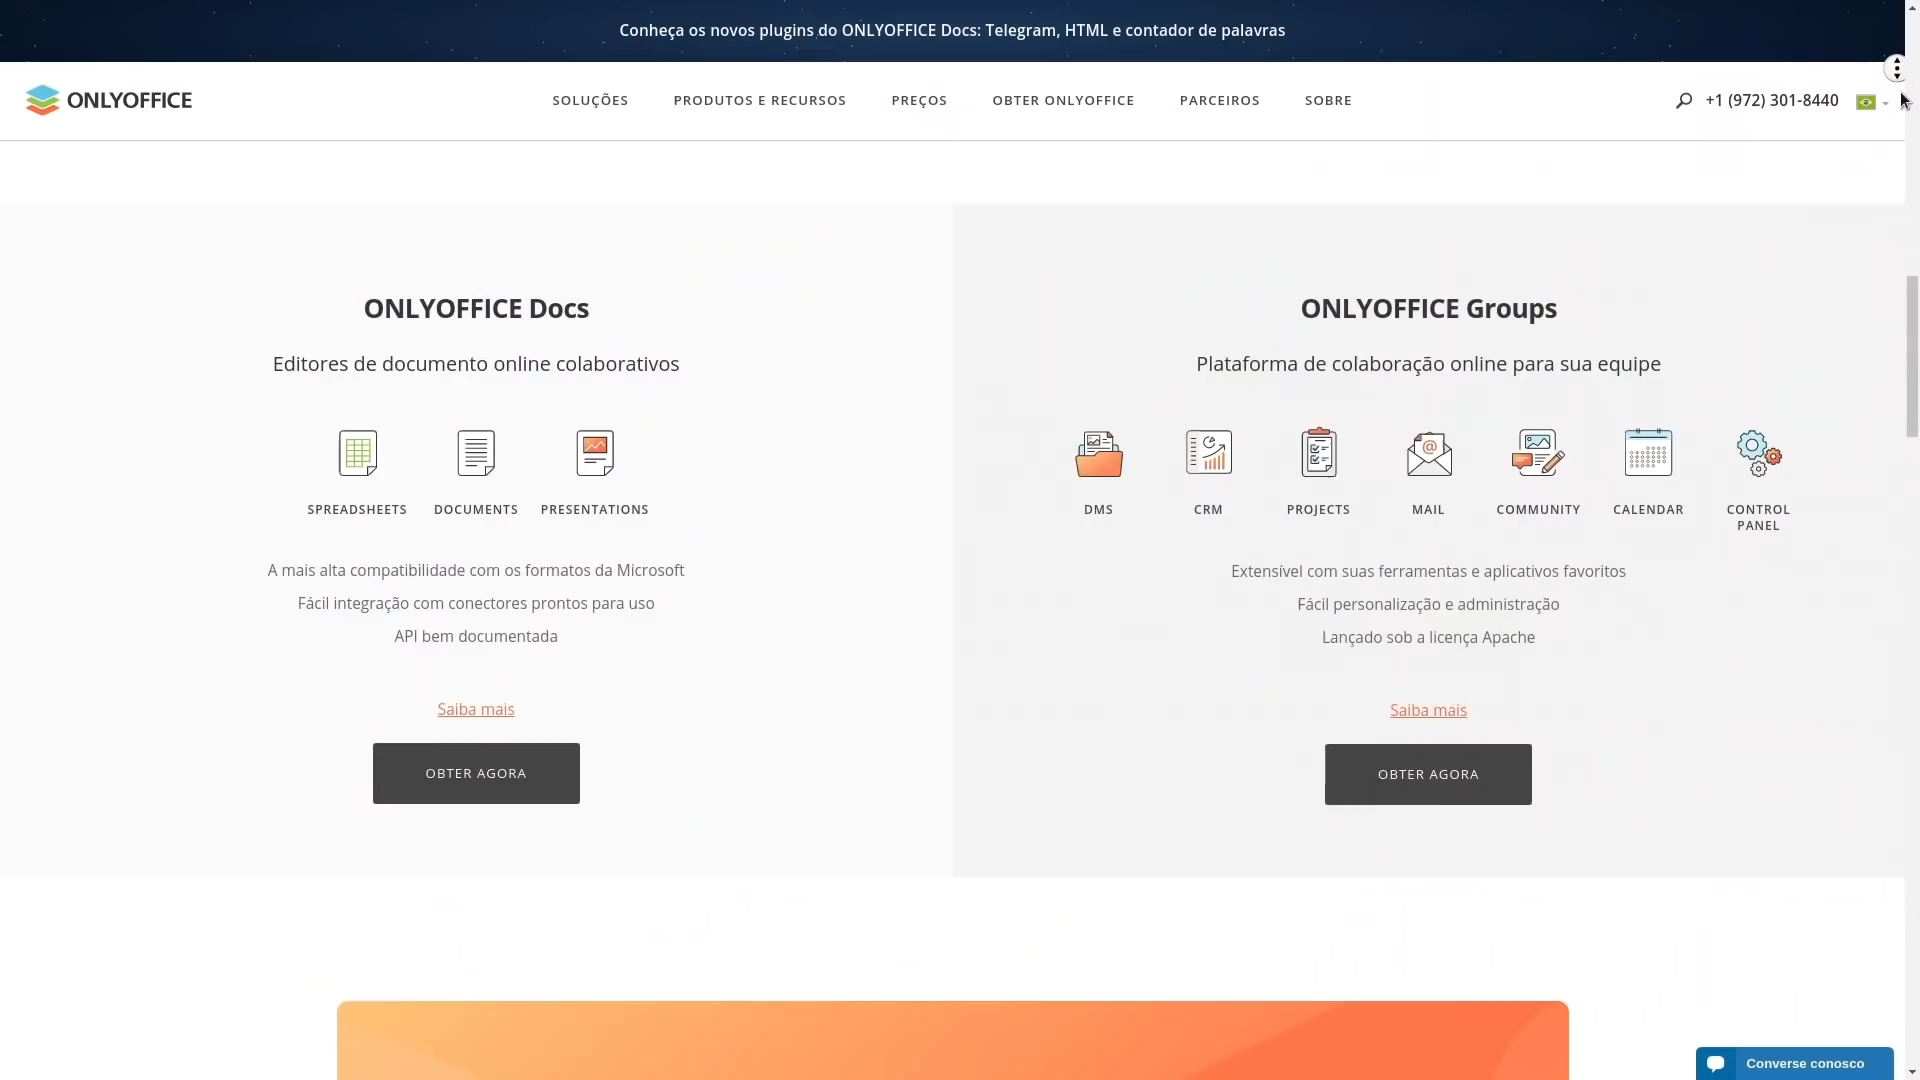 Conheça os novos plugins do ONLYOFFICE Docs: Telegram, HTML e contador de palavras
ONLYOFFICE
SOLUÇÕES
PRODUTOS E RECURSOS
PREÇOS
OBTER ONLYOFFICE
PARCEIROS
SOBRE
+1 (972) 301-8440
ONLYOFFICE Docs
Editores de documento online colaborativos
SPREADSHEETS
DOCUMENTS
PRESENTATIONS
A mais alta compatibilidade com os formatos da Microsoft
Fácil integração com conectores prontos para uso
API bem documentada
Saiba mais
OBTER AGORA
ONLYOFFICE Groups
Plataforma de colaboração online para sua equipe
DMS
CRM
PROJECTS
MAIL
COMMUNITY
CALENDAR
CONTROL
PANEL
Extensível com suas ferramentas e aplicativos favoritos
Fácil personalização e administração
Lançado sob a licença Apache
Saiba mais
OBTER AGORA
Converse conosco